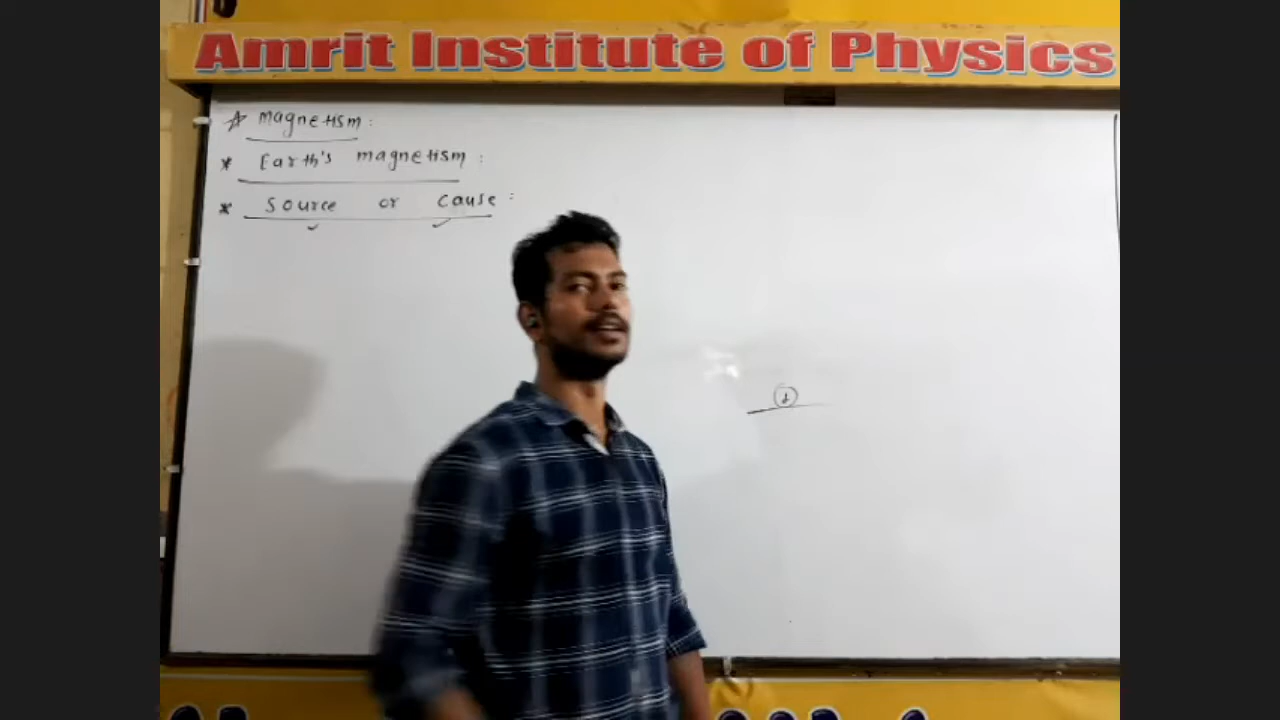 Amrit Institute of Physics
☆ Magnetism :
* Earth's magnetism :
* Source or cause :